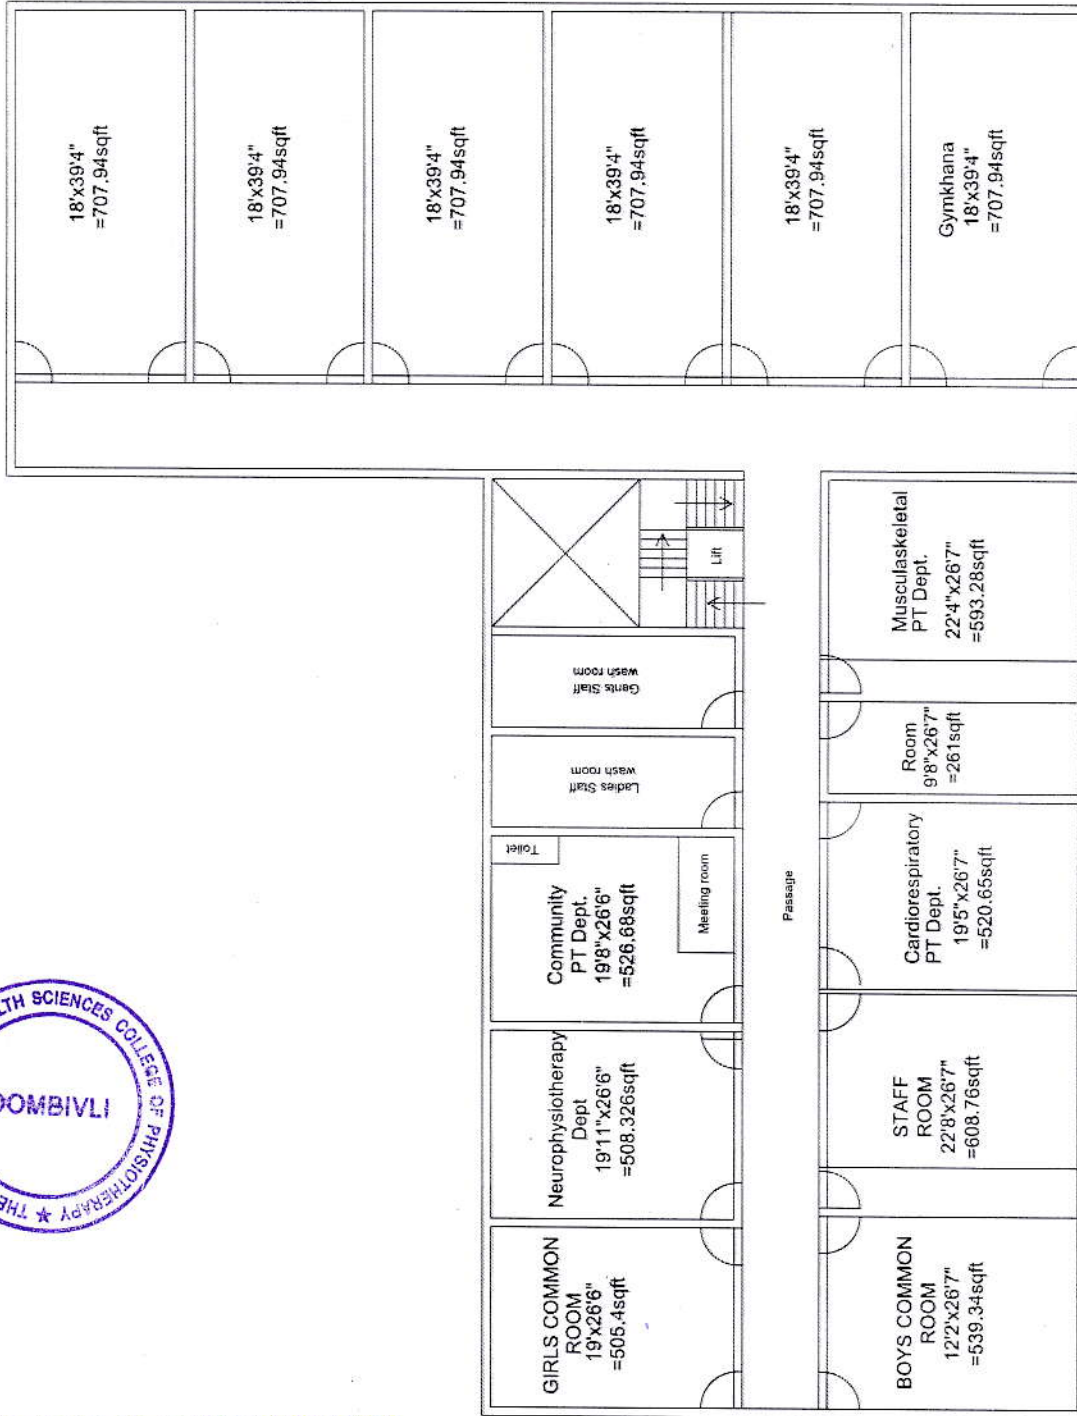 18'x39'4"
=707.94sqft
18'x39'4"
=707.94sqft
18'x39'4"
=707.94sqft
18'x39'4"
=707.94sqft
18'x39'4"
=707.94sqft
Gymkhana
18'x39'4"
=707.94sqft
Lift
Gents Staff
wash room
Ladies Staff
wash room
Toilet
Community
PT Dept.
19'8"x26'6"
=526.68sqft
Meeting room
Neurophysiotherapy
Dept
19'11"x26'6"
=508.326sqft
GIRLS COMMON
ROOM
19'x26'6"
=505.4sqft
Passage
Musculaskeletal
PT Dept.
22'4"x26'7"
=593.28sqft
Room
9'8"x26'7"
=261sqft
Cardiorespiratory
PT Dept.
19'5"x26'7"
=520.65sqft
STAFF
ROOM
22'8'x26'7"
=608.76sqft
BOYS COMMON
ROOM
12'2'x26'7"
=539.34sqft
SCIENCES COLLEGE OF PHYSIOTHERAPY ★
DOMBIVLI